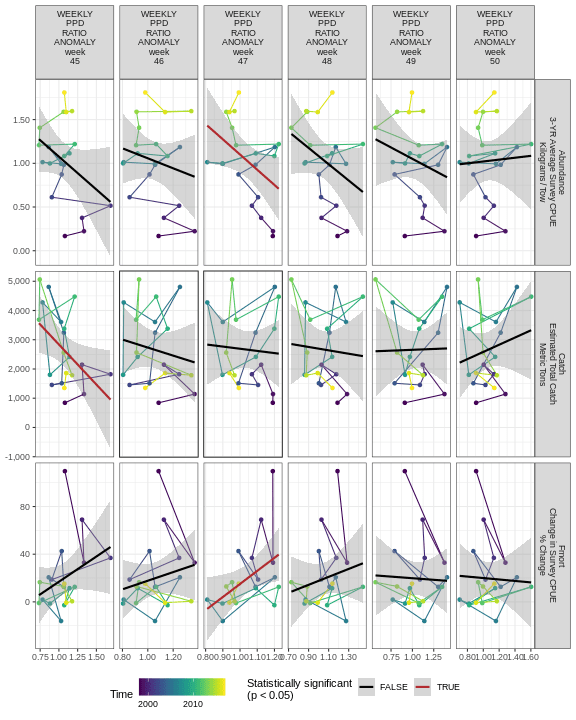 WEEKLY
PPD
RATIO
ANOMALY
week
45
WEEKLY
PPD
RATIO
ANOMALY
week
46
WEEKLY
PPD
RATIO
ANOMALY
week
47
WEEKLY
PPD
RATIO
ANOMALY
week
48
WEEKLY
PPD
RATIO
ANOMALY
week
49
WEEKLY
PPD
RATIO
ANOMALY
week
50
1.50
1.00
0.50
0.00
Abundance
3-YR Average Survey CPUE
Kilograms / Tow
5,000
4,000
3,000
2,000
1,000
0
-1,000
Catch
Estimated Total Catch
Metric Tons
80
40
0
Fmort
Change in Survey CPUE
% Change
0.75 1.00 1.25 1.50
0.80 1.00 1.20
0.80 0.90 1.00 1.10 1.20
0.70 0.90 1.10 1.30
0.75 1.00 1.25
0.80 1.00 1.20 1.40 1.60
Time
2000 2010
Statistically significant
(p < 0.05)
FALSE
TRUE